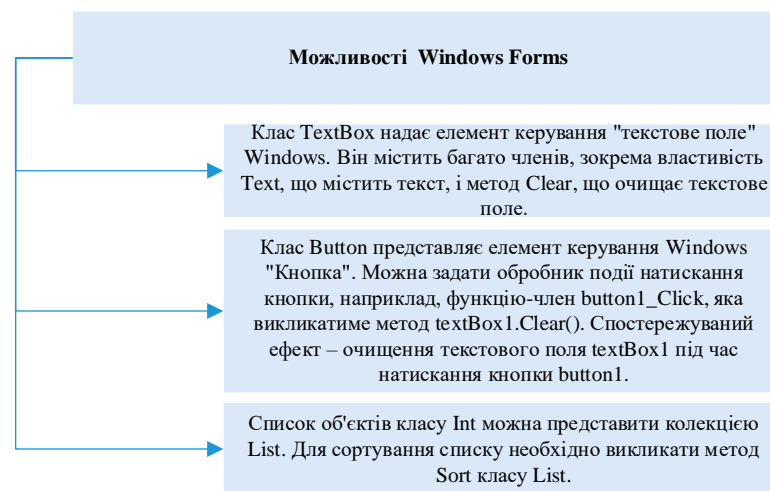 Можливості Windows Forms
Клас TextBox надає елемент керування "текстове поле"
Windows. Він містить багато членів, зокрема властивість
Text, що містить текст, і метод Clear, що очищає текстове
поле.
Клас Button представляє елемент керування Windows
"Кнопка". Можна задати обробник події натискання
кнопки, наприклад, функцію-член button1_Click, яка
викликатиме метод textBox1.Clear(). Спостережуваний
ефект – очищення текстового поля textBox1 під час
натискання кнопки button1.
Список об'єктів класу Int можна представити колекцією
List. Для сортування списку необхідно викликати метод
Sort класу List.